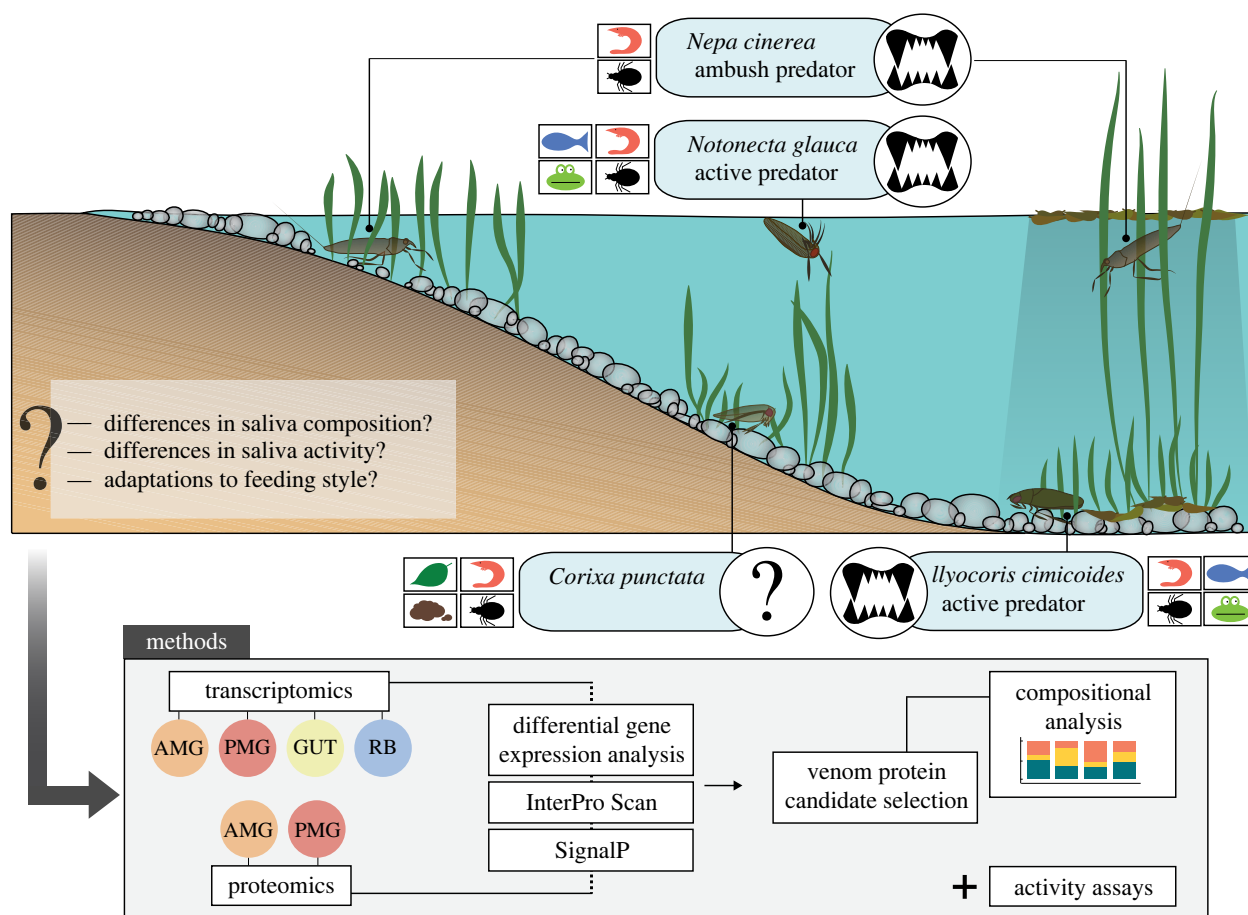 Nepa cinerea
ambush predator
Notonecta glauca
active predator
?
— differences in saliva composition?
— differences in saliva activity?
— adaptations to feeding style?
Corixa punctata
?
llyocoris cimicoides
active predator
methods
transcriptomics
AMG
PMG
GUT
RB
AMG
PMG
proteomics
differential gene
expression analysis
InterPro Scan
SignalP
venom protein
candidate selection
compositional
analysis
+
activity assays